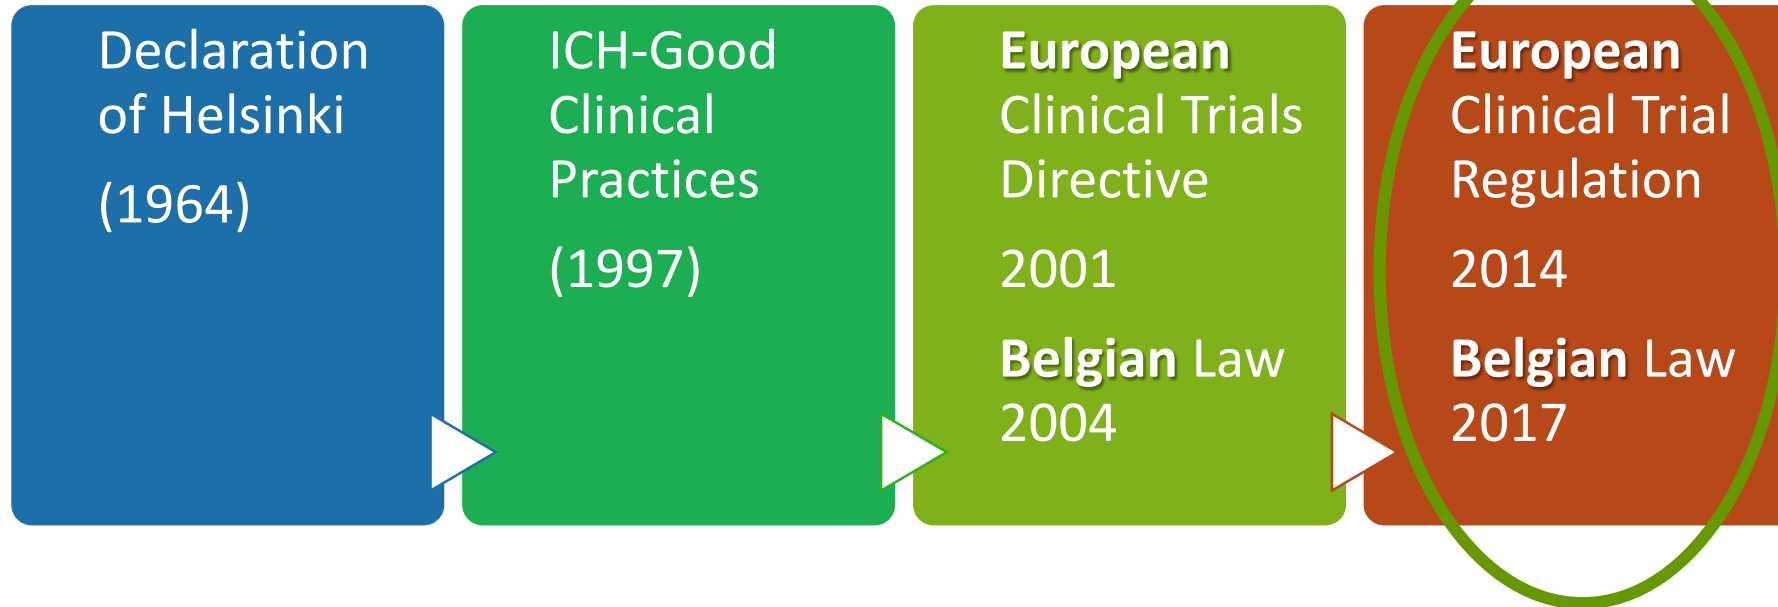 Declaration
of Helsinki
(1964)
ICH-Good
Clinical
Practices
(1997)
European
Clinical Trials
Directive
2001
Belgian Law
2004
European
Clinical Trial
Regulation
2014
Belgian Law
2017